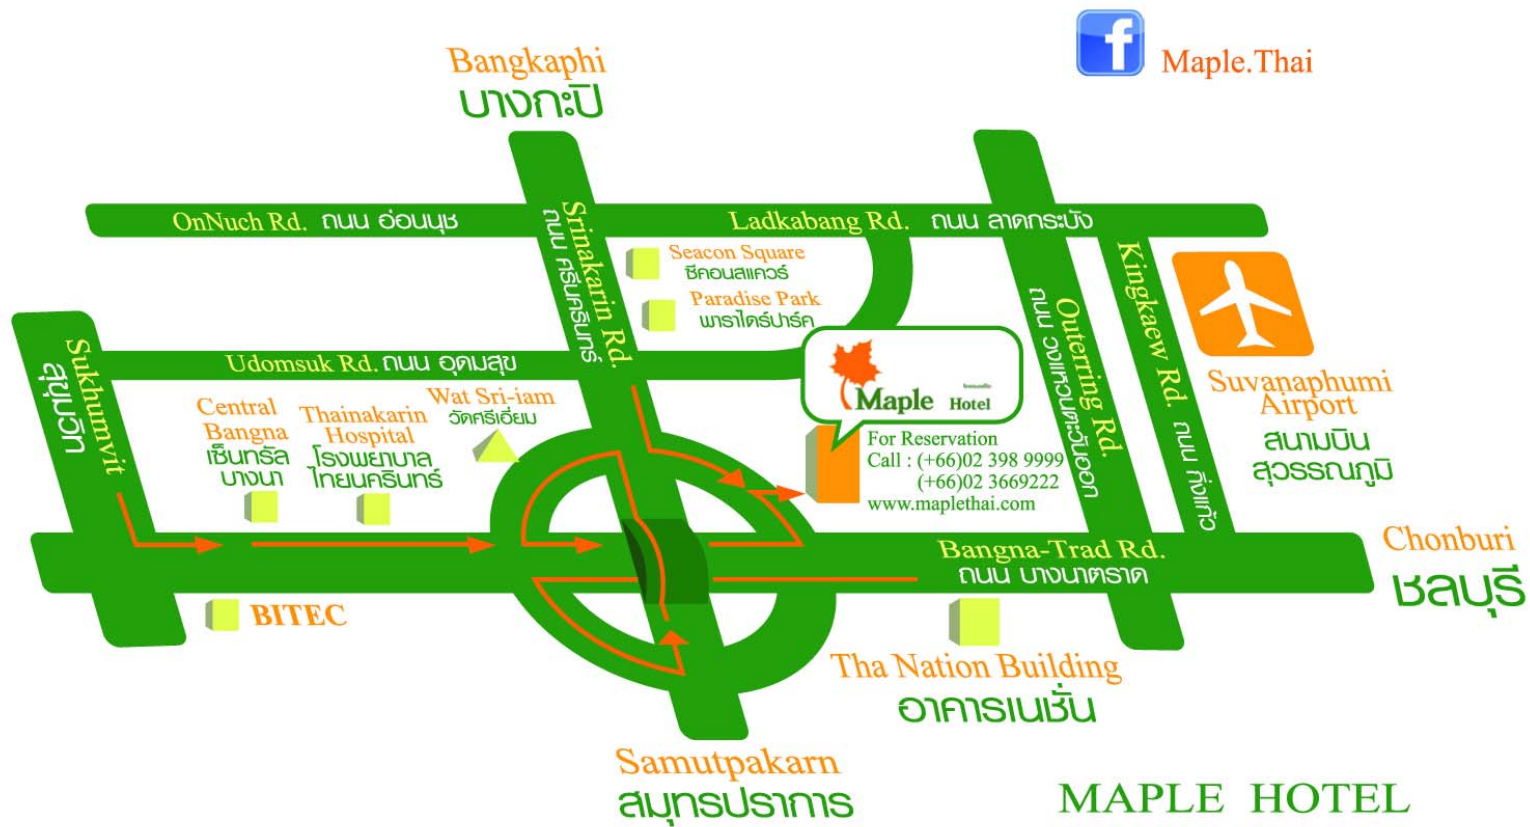 f Maple.Thai
Bangkaphi
บางกะปิ
OnNuch Rd. ถนน อ่อนนุช
Srinakarin Rd.
ถนน ศรีนครินทร์
Ladkabang Rd. ถนน ลาดกระบัง
Seacon Square
ซีคอนสแควร์
Paradise Park
พาราไดร์ปาร์ค
Outerring Rd.
ถนน วงแหวนตะวันออก
Kingkaew Rd. ถนน กิ่งแก้ว
Suvanaphumi
Airport
สนามบิน
สุวรรณภูมิ
Sukhumvit
สุขุมวิท
Udomsuk Rd. ถนน อุดมสุข
Central
Bangna
เซ็นทรัล
บางนา
Thainakarin
Hospital
โรงพยาบาล
ไทยนครินทร์
Wat Sri-iam
วัดศรีเอี่ยม
Maple Hotel
For Reservation
Call : (+66)02 398 9999
(+66)02 3669222
www.maplethai.com
Bangna-Trad Rd.
ถนน บางนาตราด
Chonburi
ชลบุรี
BITEC
Tha Nation Building
อาคารเนชั่น
Samutpakarn
สมุทรปราการ
MAPLE HOTEL